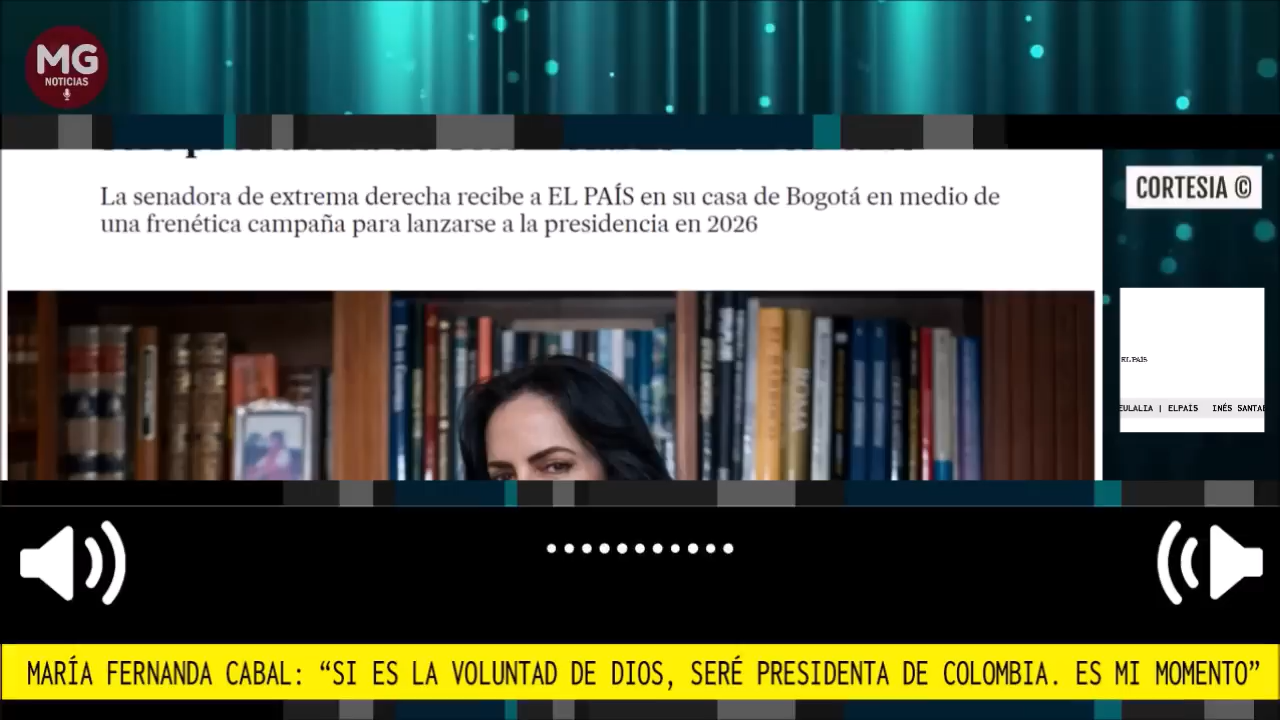 MG
NOTICIAS
La senadora de extrema derecha recibe a EL PAÍS en su casa de Bogotá en medio de
una frenética campaña para lanzarse a la presidencia en 2026
CORTESIA ©
EL PAÍS
EULALIA | ELPAÍS INÉS SANTAE
ROMA
MARÍA FERNANDA CABAL: “SI ES LA VOLUNTAD DE DIOS, SERÉ PRESIDENTA DE COLOMBIA. ES MI MOMENTO”